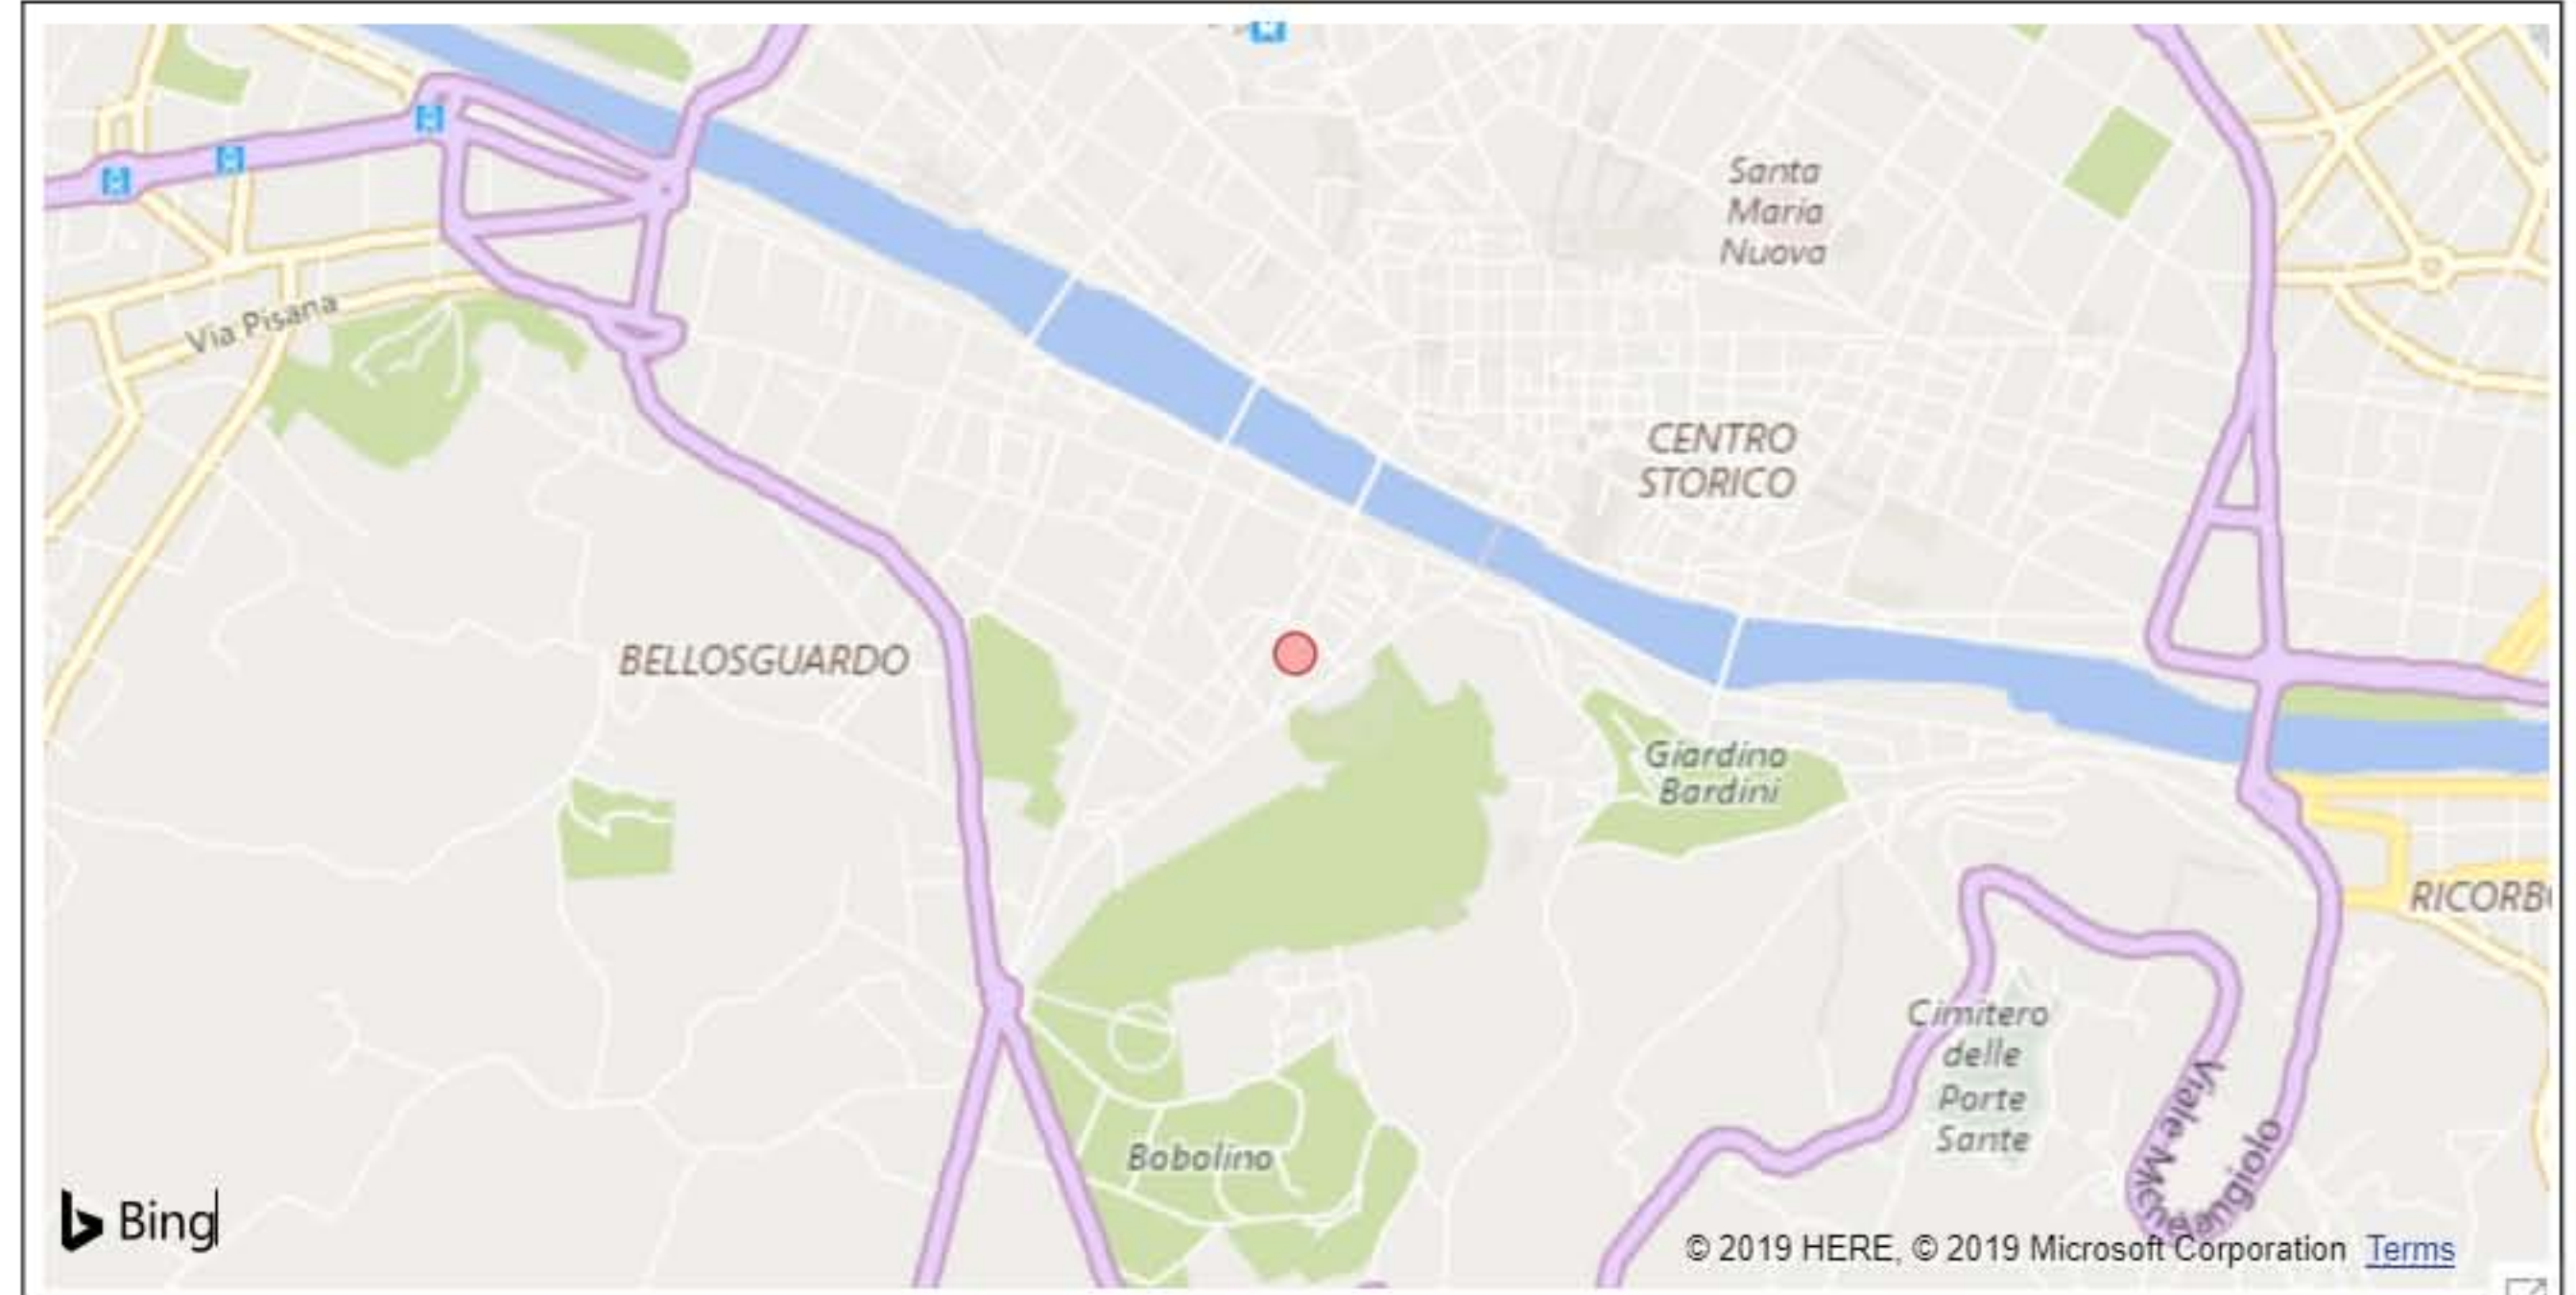 Santa
Maria
Nuova
Via Pisana
CENTRO
STORICO
BELLOSGUARDO
Giardino
Bardini
RICORB
Cimitero
delle
Porte
Sante
Bobolino
Bing
© 2019 HERE, © 2019 Microsoft Corporation Terms